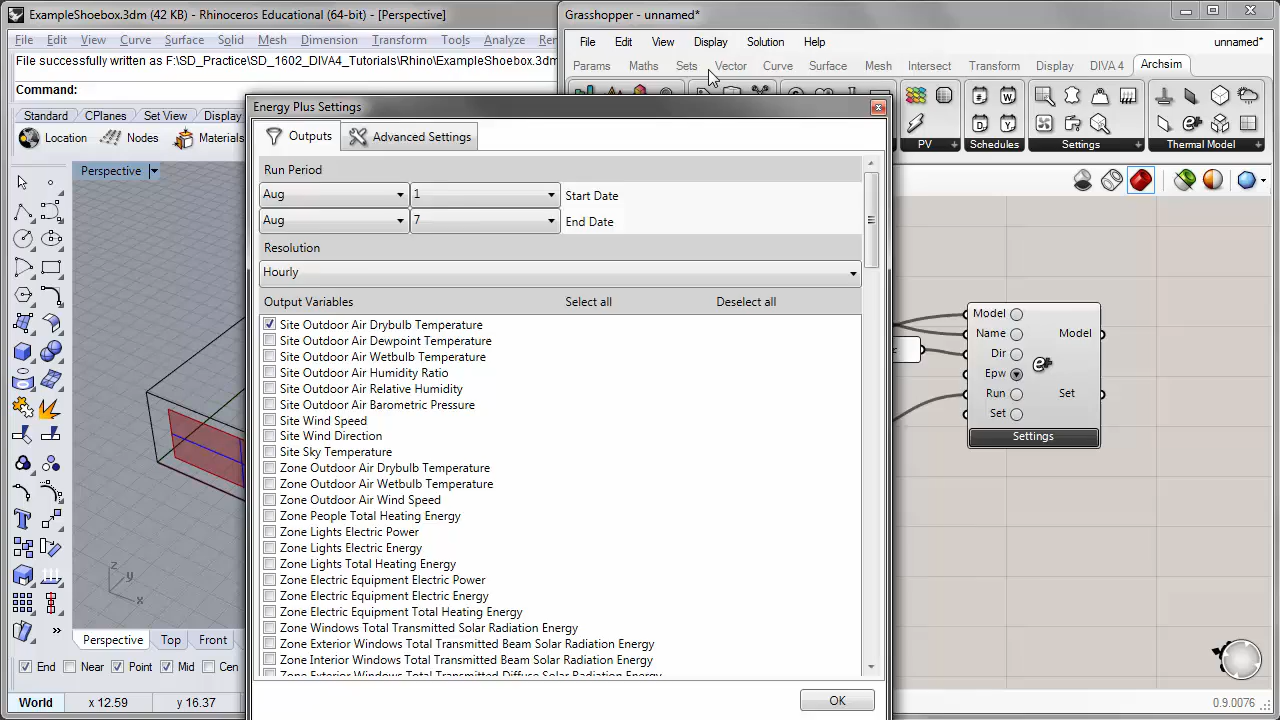 ExampleShoebox.3dm (42 KB) - Rhinoceros Educational (64-bit) - [Perspective]
File Edit View Curve Surface Solid Mesh Dimension Transform Tools Analyze
File successfully written as F:\SD_Practice\SD_1602_DIVA4_Tutorials\Rhino\ExampleShoebox.3dm
Command:
Standard CPlanes Set View
Location Nodes Materials
Perspective
Grasshopper - unnamed*
File Edit View Display Solution Help unnamed*
Params Maths Sets Vector Curve Surface Mesh Intersect Transform Display DIVA 4 Archsim
PV Schedules Settings Thermal Model
Energy Plus Settings
Outputs Advanced Settings
Run Period
Aug 1 Start Date
Aug 7 End Date
Resolution
Hourly
Output Variables Select all Deselect all
Site Outdoor Air Drybulb Temperature
Site Outdoor Air Dewpoint Temperature
Site Outdoor Air Wetbulb Temperature
Site Outdoor Air Humidity Ratio
Site Outdoor Air Relative Humidity
Site Outdoor Air Barometric Pressure
Site Wind Speed
Site Wind Direction
Site Sky Temperature
Zone Outdoor Air Drybulb Temperature
Zone Outdoor Air Wetbulb Temperature
Zone Outdoor Air Wind Speed
Zone People Total Heating Energy
Zone Lights Electric Power
Zone Lights Electric Energy
Zone Lights Total Heating Energy
Zone Electric Equipment Electric Power
Zone Electric Equipment Electric Energy
Zone Electric Equipment Total Heating Energy
Zone Windows Total Transmitted Solar Radiation Energy
Zone Exterior Windows Total Transmitted Beam Solar Radiation Energy
Zone Interior Windows Total Transmitted Beam Solar Radiation Energy
Zone Exterior Windows Total Transmitted Diffuse Solar Radiation Energy
OK
Model Model
Name
Dir
Epw
Run Set
Set
Settings
z
y
x
Perspective Top Front
End Near Point Mid Cen
World x 12.59 y 16.37
0.9.0076